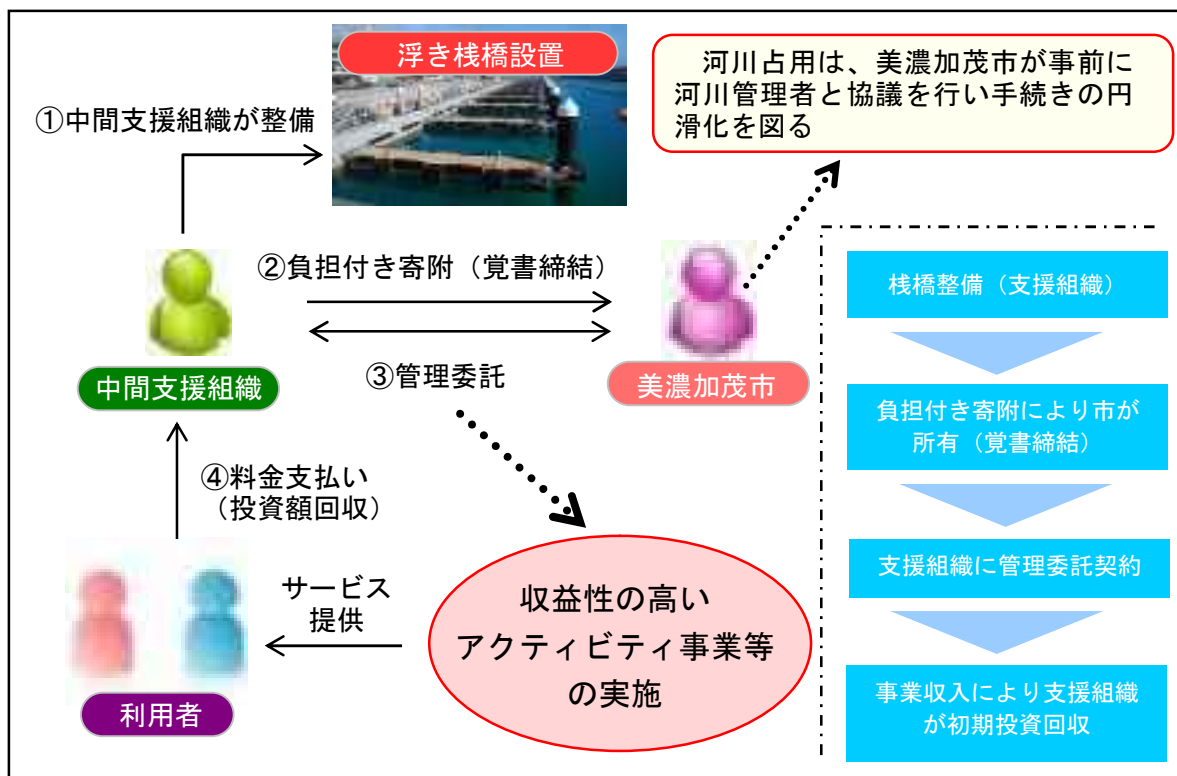 浮き桟橋設置
河川占用は、美濃加茂市が事前に
河川管理者と協議を行い手続きの円
滑化を図る
①中間支援組織が整備
②負担付き寄附（覚書締結）
中間支援組織
③管理委託
美濃加茂市
④料金支払い
（投資額回収）
サービス
提供
収益性の高い
アクティビティ事業等
の実施
利用者
桟橋整備（支援組織）
負担付き寄附により市が
所有（覚書締結）
支援組織に管理委託契約
事業収入により支援組織
が初期投資回収